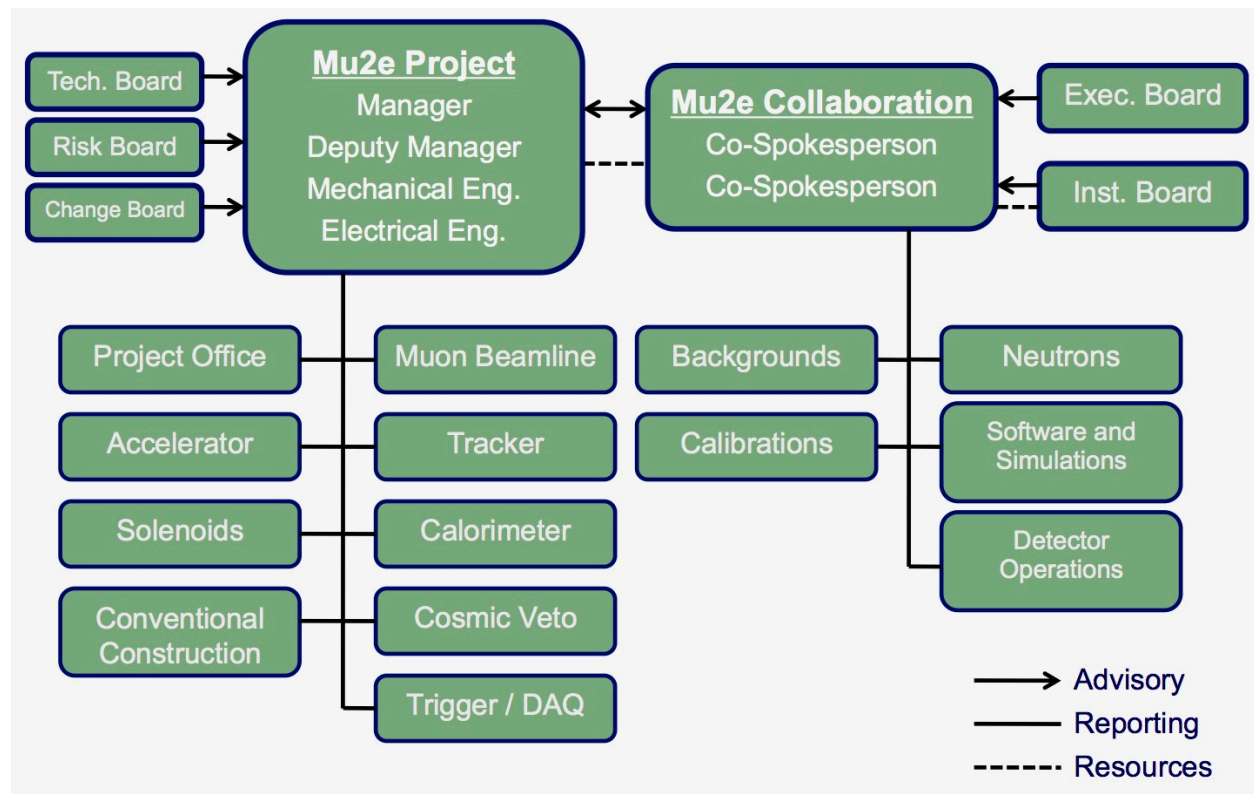 Tech. Board
Risk Board
Change Board
Mu2e Project
Manager
Deputy Manager
Mechanical Eng.
Electrical Eng.
Mu2e Collaboration
Co-Spokesperson
Co-Spokesperson
Exec. Board
Inst. Board
Project Office
Muon Beamline
Accelerator
Tracker
Solenoids
Calorimeter
Conventional
Construction
Cosmic Veto
Trigger / DAQ
Backgrounds
Neutrons
Calibrations
Software and
Simulations
Detector
Operations
Advisory
Reporting
Resources